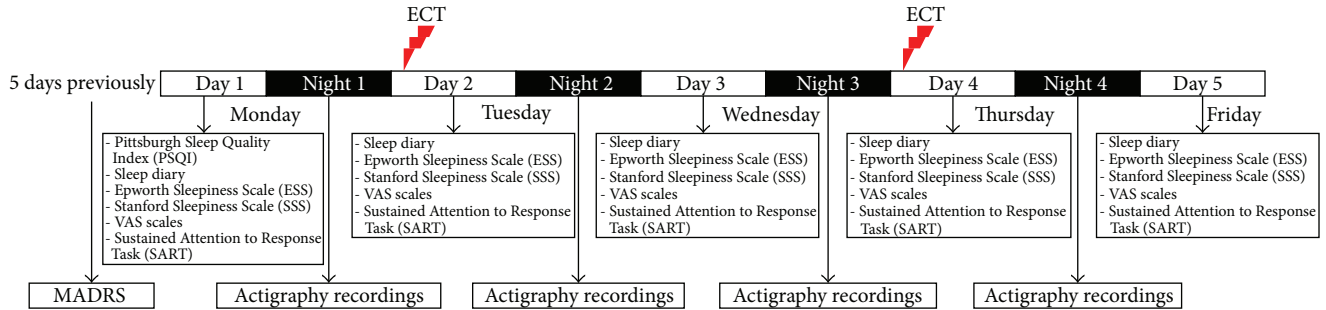 ECT
ECT
5 days previously
Day 1
Night 1
Day 2
Night 2
Day 3
Night 3
Day 4
Night 4
Day 5
Monday
Tuesday
Wednesday
Thursday
Friday
- Pittsburgh Sleep Quality
Index (PSQI)
- Sleep diary
- Epworth Sleepiness Scale (ESS)
- Stanford Sleepiness Scale (SSS)
- VAS scales
- Sustained Attention to Response
Task (SART)
- Sleep diary
- Epworth Sleepiness Scale (ESS)
- Stanford Sleepiness Scale (SSS)
- VAS scales
- Sustained Attention to Response
Task (SART)
- Sleep diary
- Epworth Sleepiness Scale (ESS)
- Stanford Sleepiness Scale (SSS)
- VAS scales
- Sustained Attention to Response
Task (SART)
- Sleep diary
- Epworth Sleepiness Scale (ESS)
- Stanford Sleepiness Scale (SSS)
- VAS scales
- Sustained Attention to Response
Task (SART)
- Sleep diary
- Epworth Sleepiness Scale (ESS)
- Stanford Sleepiness Scale (SSS)
- VAS scales
- Sustained Attention to Response
Task (SART)
MADRS
Actigraphy recordings
Actigraphy recordings
Actigraphy recordings
Actigraphy recordings